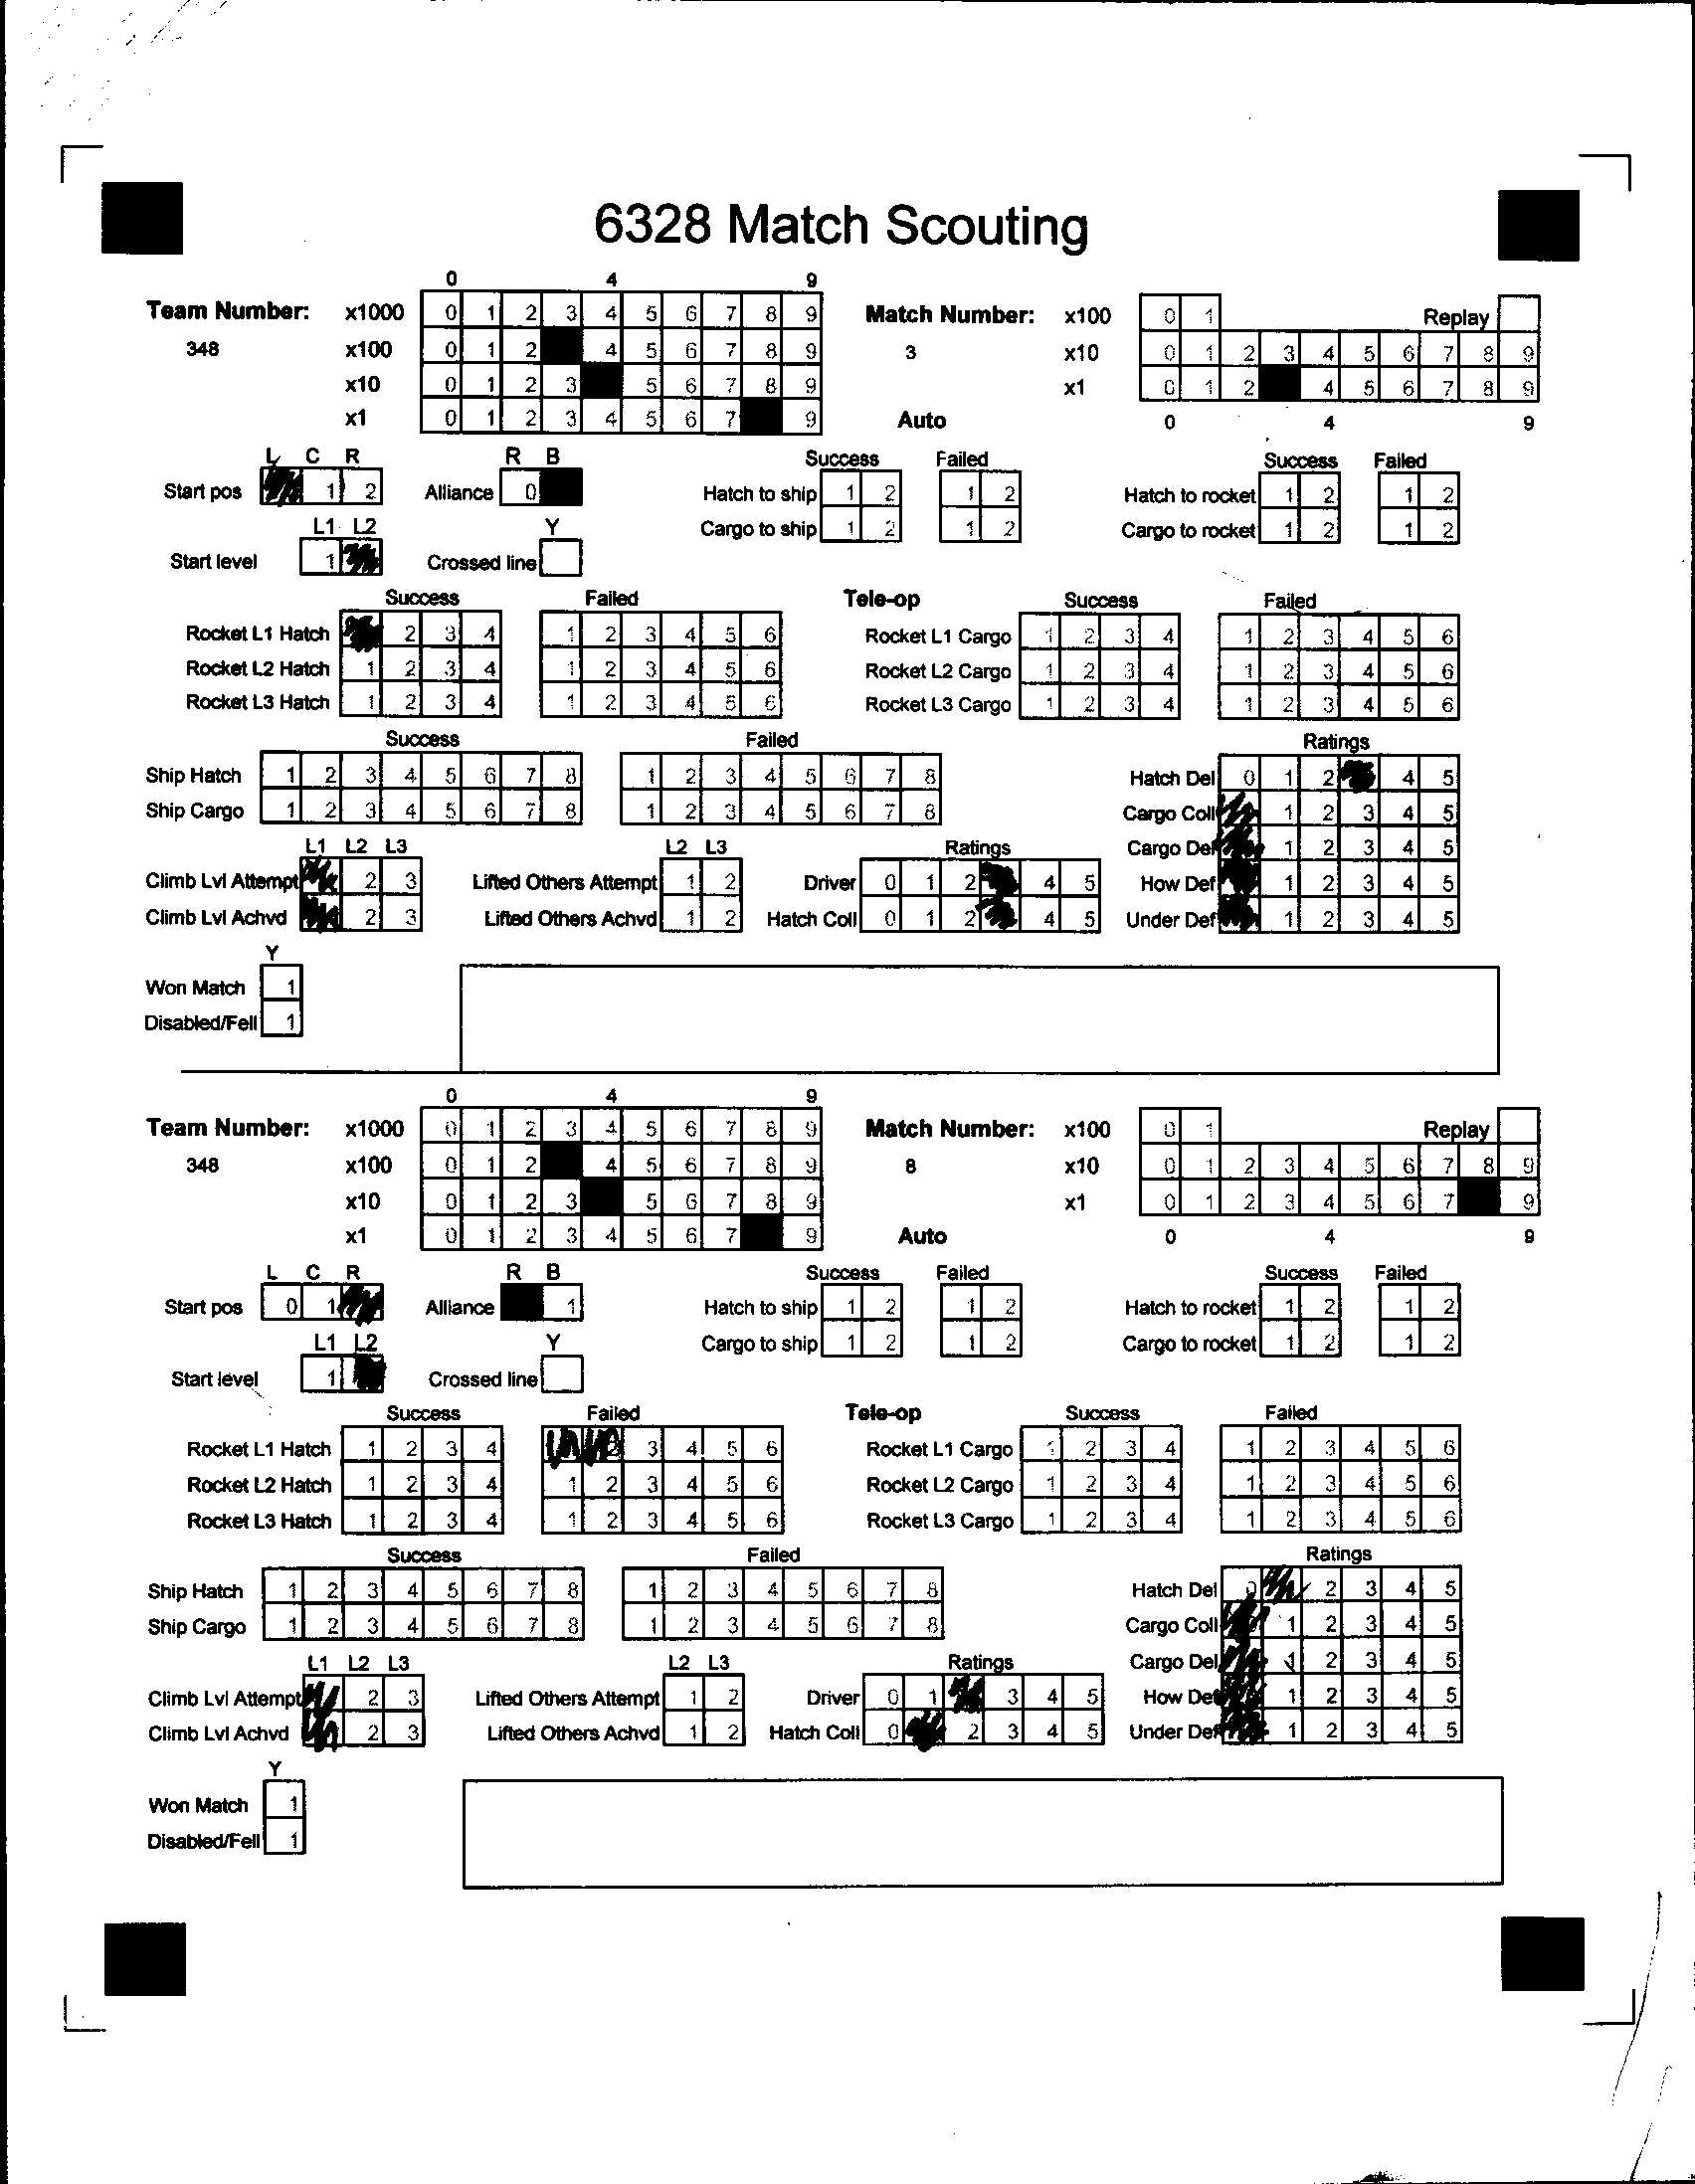 6328 Match Scouting
0 4 9
Team Number: x1000 0 1 2 3 4 5 6 7 8 9 Match Number: x100 0 1 Replay
348 x100 0 1 2 4 5 6 7 8 9 3 x10 0 1 2 3 4 5 6 7 8 9
x10 0 1 2 3 5 6 7 8 9 x1 0 1 2 4 5 6 7 8 9
x1 0 1 2 3 4 5 6 7 9 Auto 0 4 9
L C R R B Success Failed Success Failed
Start pos 1 2 Alliance 0 Hatch to ship 1 2 1 2 Hatch to rocket 1 2 1 2
L1 L2 Y Cargo to ship 1 2 1 2 Cargo to rocket 1 2 1 2
Start level 1 Crossed line
Success Failed Tele-op Success Failed
Rocket L1 Hatch 2 3 4 1 2 3 4 5 6 Rocket L1 Cargo 1 2 3 4 1 2 3 4 5 6
Rocket L2 Hatch 1 2 3 4 1 2 3 4 5 6 Rocket L2 Cargo 1 2 3 4 1 2 3 4 5 6
Rocket L3 Hatch 1 2 3 4 1 2 3 4 5 6 Rocket L3 Cargo 1 2 3 4 1 2 3 4 5 6
Success Failed Ratings
Ship Hatch 1 2 3 4 5 6 7 8 1 2 3 4 5 6 7 8 Hatch Del 0 1 2 4 5
Ship Cargo 1 2 3 4 5 6 7 8 1 2 3 4 5 6 7 8 Cargo Coll 1 2 3 4 5
L1 L2 L3 L2 L3 Ratings Cargo Del 1 2 3 4 5
Climb Lvl Attempt 2 3 Lifted Others Attempt 1 2 Driver 0 1 2 4 5 How Def 1 2 3 4 5
Climb Lvl Achvd 2 3 Lifted Others Achvd 1 2 Hatch Coll 0 1 2 4 5 Under Def 1 2 3 4 5
Y
Won Match 1
Disabled/Fell 1
0 4 9
Team Number: x1000 0 1 2 3 4 5 6 7 8 9 Match Number: x100 0 1 Replay
348 x100 0 1 2 4 5 6 7 8 9 8 x10 0 1 2 3 4 5 6 7 8 9
x10 0 1 2 3 5 6 7 8 9 x1 0 1 2 3 4 5 6 7 9
x1 0 1 2 3 4 5 6 7 9 Auto 0 4 9
L C R R B Success Failed Success Failed
Start pos 0 1 Alliance 1 Hatch to ship 1 2 1 2 Hatch to rocket 1 2 1 2
L1 L2 Y Cargo to ship 1 2 1 2 Cargo to rocket 1 2 1 2
Start level 1 Crossed line
Success Failed Tele-op Success Failed
Rocket L1 Hatch 1 2 3 4 3 4 5 6 Rocket L1 Cargo 1 2 3 4 1 2 3 4 5 6
Rocket L2 Hatch 1 2 3 4 1 2 3 4 5 6 Rocket L2 Cargo 1 2 3 4 1 2 3 4 5 6
Rocket L3 Hatch 1 2 3 4 1 2 3 4 5 6 Rocket L3 Cargo 1 2 3 4 1 2 3 4 5 6
Success Failed Ratings
Ship Hatch 1 2 3 4 5 6 7 8 1 2 3 4 5 6 7 8 Hatch Del 0 2 3 4 5
Ship Cargo 1 2 3 4 5 6 7 8 1 2 3 4 5 6 7 8 Cargo Coll 1 2 3 4 5
L1 L2 L3 L2 L3 Ratings Cargo Del 1 2 3 4 5
Climb Lvl Attempt 2 3 Lifted Others Attempt 1 2 Driver 0 1 3 4 5 How Def 1 2 3 4 5
Climb Lvl Achvd 2 3 Lifted Others Achvd 1 2 Hatch Coll 0 2 3 4 5 Under Def 1 2 3 4 5
Y
Won Match 1
Disabled/Fell 1